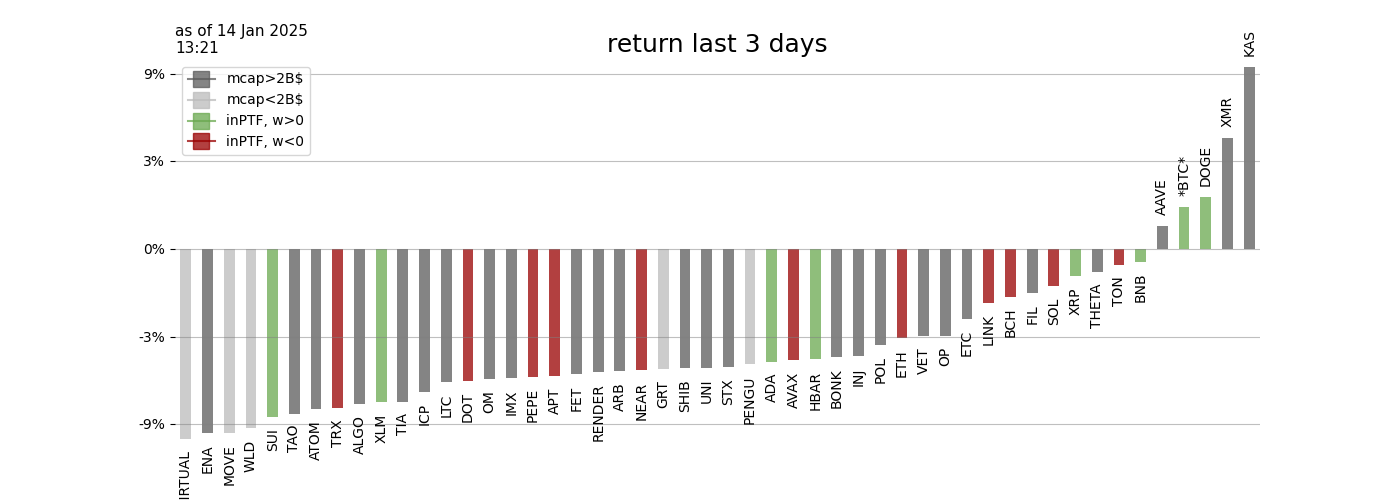 as of 14 Jan 2025
13:21
return last 3 days
mcap>2B$
mcap<2B$
inPTF, w>0
inPTF, w<0
9%
3%
0%
-3%
-9%
IRTUAL
ENA
MOVE
WLD
SUI
TAO
ATOM
TRX
ALGO
XLM
TIA
ICP
LTC
DOT
OM
IMX
PEPE
APT
FET
RENDER
ARB
NEAR
GRT
SHIB
UNI
STX
PENGU
ADA
AVAX
HBAR
BONK
INJ
POL
ETH
VET
OP
ETC
LINK
BCH
FIL
SOL
XRP
THETA
TON
BNB
AAVE
*BTC*
DOGE
XMR
KAS